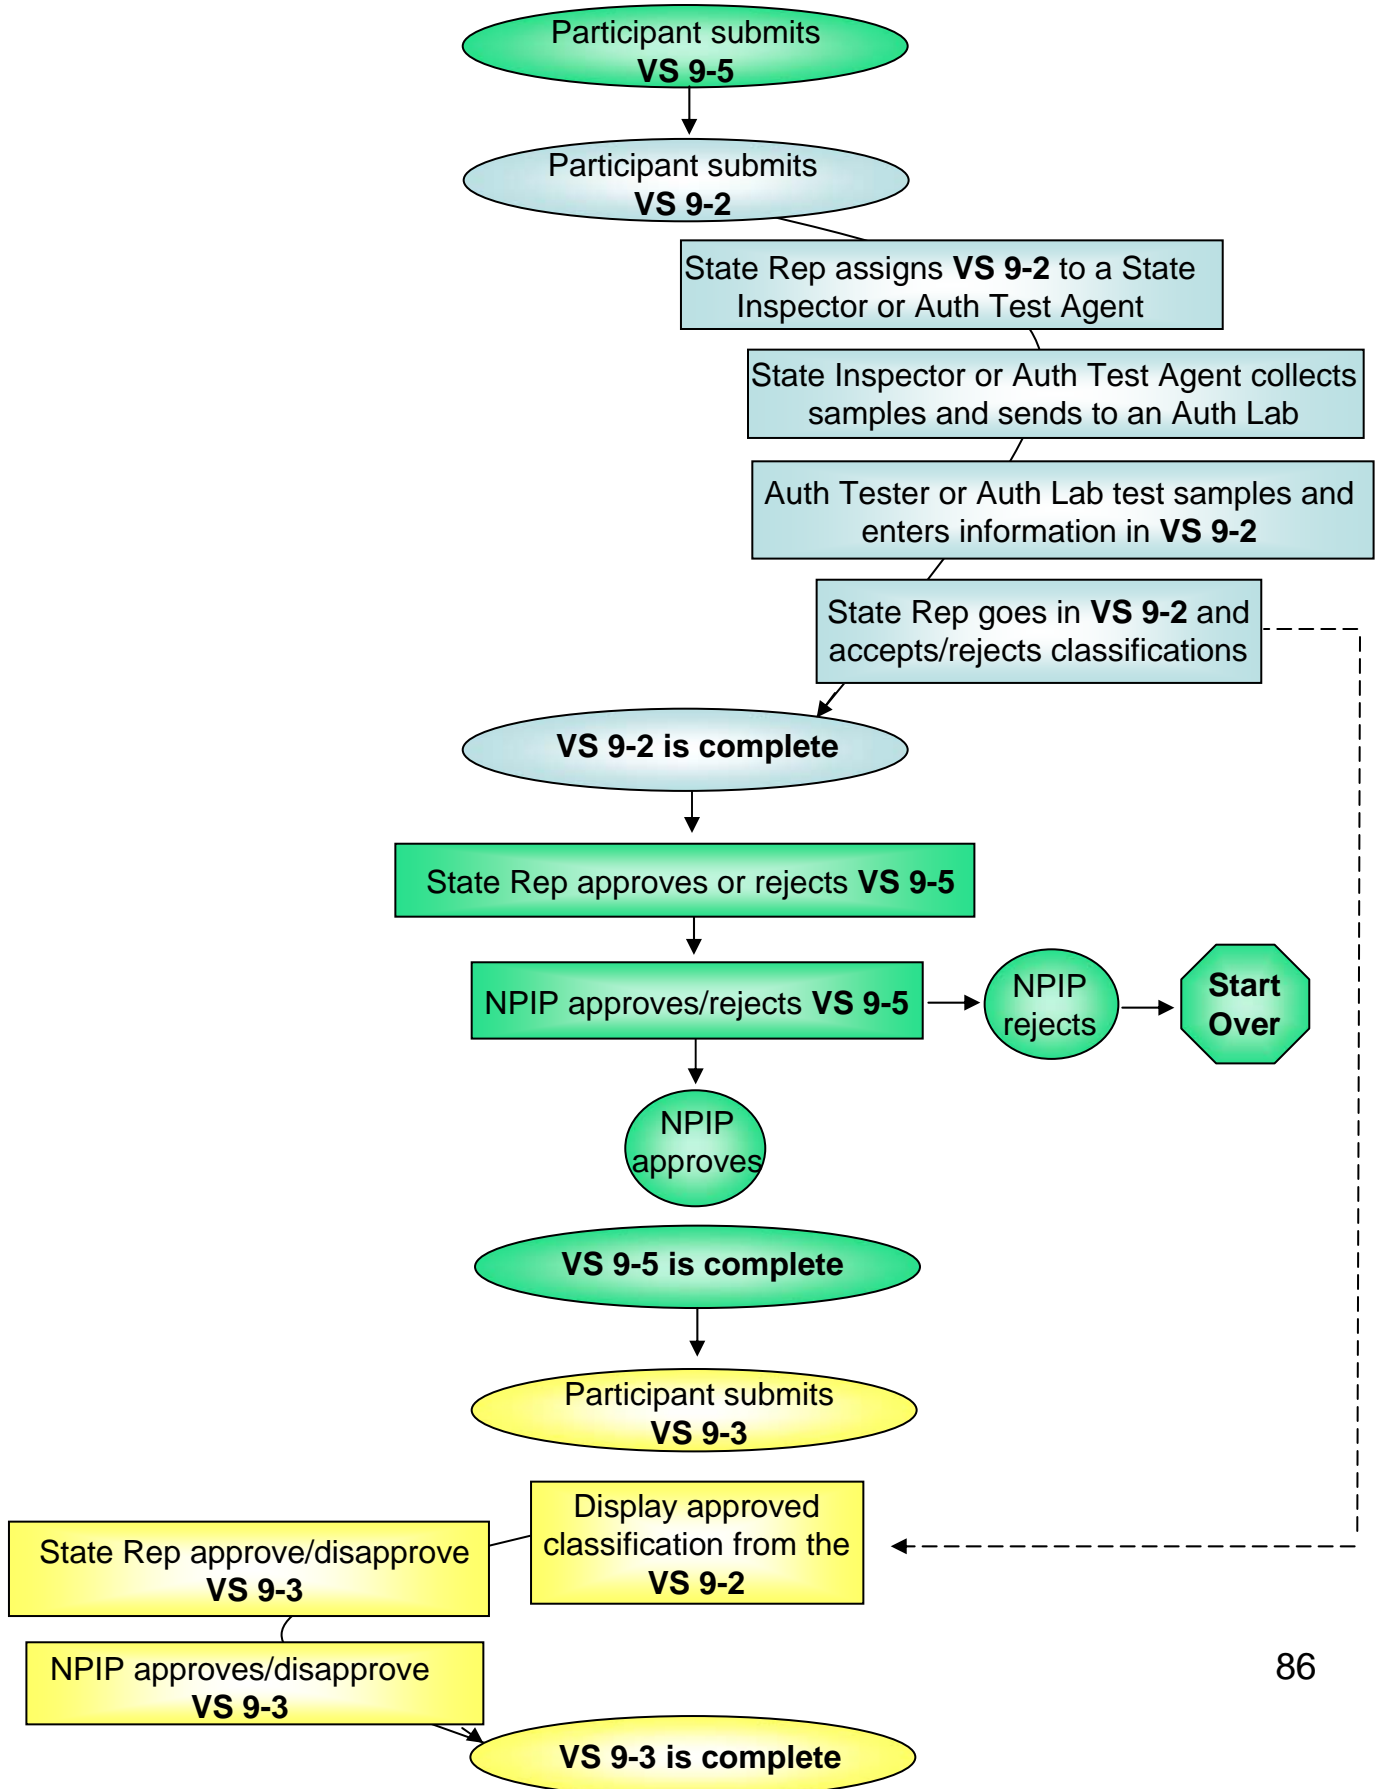 Participant submits
VS 9-5
Participant submits
VS 9-2
State Rep assigns VS 9-2 to a State
Inspector or Auth Test Agent
State Inspector or Auth Test Agent collects
samples and sends to an Auth Lab
Auth Tester or Auth Lab test samples and
enters information in VS 9-2
State Rep goes in VS 9-2 and
accepts/rejects classifications
VS 9-2 is complete
State Rep approves or rejects VS 9-5
NPIP approves/rejects VS 9-5
NPIP
rejects
Start
Over
NPIP
approves
VS 9-5 is complete
Participant submits
VS 9-3
Display approved
classification from the
VS 9-2
State Rep approve/disapprove
VS 9-3
NPIP approves/disapprove
VS 9-3
VS 9-3 is complete
86